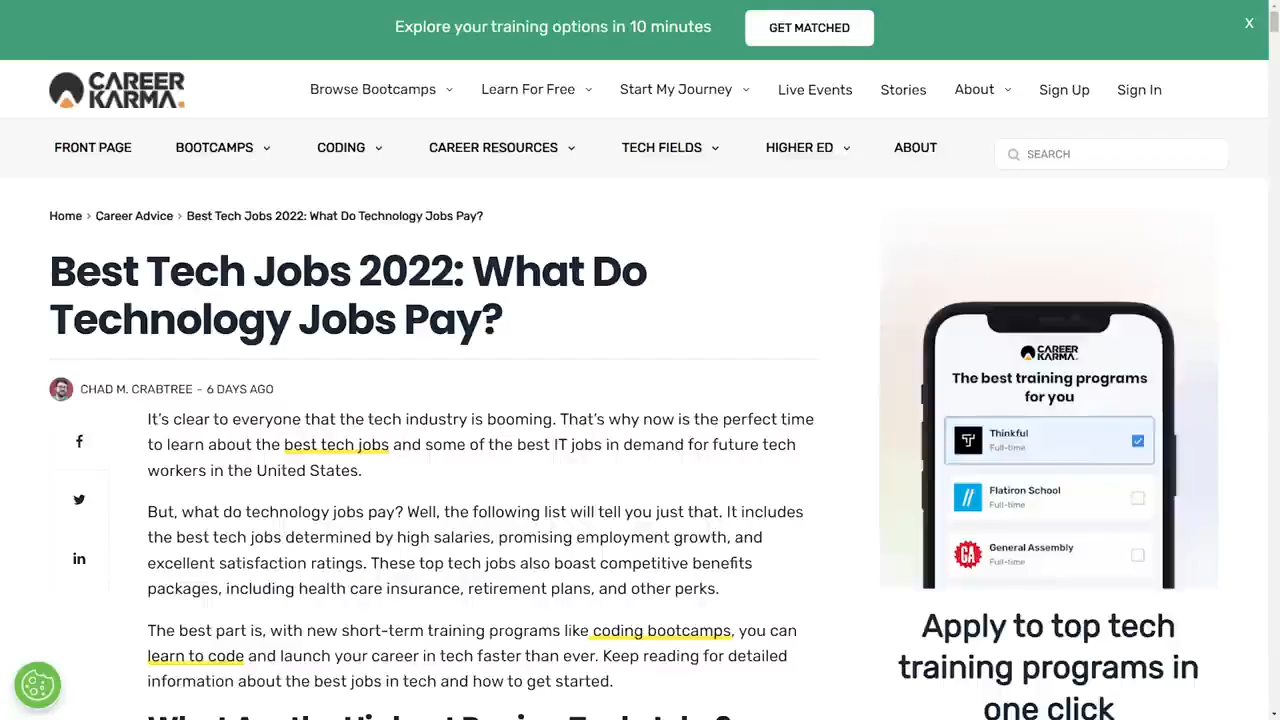 Explore your training options in 10 minutes
GET MATCHED
X
CAREER
KARMA.
Browse Bootcamps
Learn For Free
Start My Journey
Live Events
Stories
About
Sign Up
Sign In
FRONT PAGE
BOOTCAMPS
CODING
CAREER RESOURCES
TECH FIELDS
HIGHER ED
ABOUT
SEARCH
Home › Career Advice › Best Tech Jobs 2022: What Do Technology Jobs Pay?
Best Tech Jobs 2022: What Do
Technology Jobs Pay?
CHAD M. CRABTREE - 6 DAYS AGO
It’s clear to everyone that the tech industry is booming. That’s why now is the perfect time
to learn about the best tech jobs and some of the best IT jobs in demand for future tech
workers in the United States.
But, what do technology jobs pay? Well, the following list will tell you just that. It includes
the best tech jobs determined by high salaries, promising employment growth, and
excellent satisfaction ratings. These top tech jobs also boast competitive benefits
packages, including health care insurance, retirement plans, and other perks.
The best part is, with new short-term training programs like coding bootcamps, you can
learn to code and launch your career in tech faster than ever. Keep reading for detailed
information about the best jobs in tech and how to get started.
What Are the Highest Paying Tech Jobs?
CAREER
KARMA
The best training programs
for you
Thinkful
Full-time
Flatiron School
Full-time
GA
General Assembly
Full-time
Apply to top tech
training programs in
one click